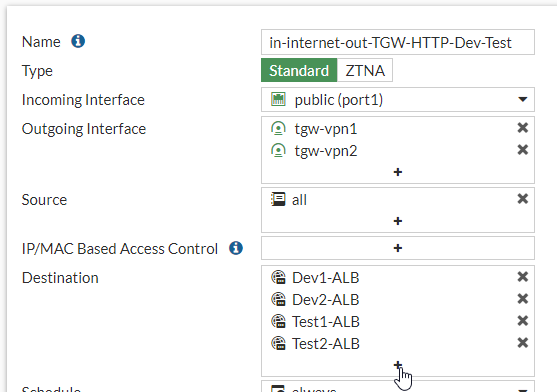 Name in-internet-out-TGW-HTTP-Dev-Test
Type Standard ZTNA
Incoming Interface public (port1)
Outgoing Interface tgw-vpn1
tgw-vpn2
+
Source all
+
IP/MAC Based Access Control +
Destination Dev1-ALB
Dev2-ALB
Test1-ALB
Test2-ALB
+
Schedule always